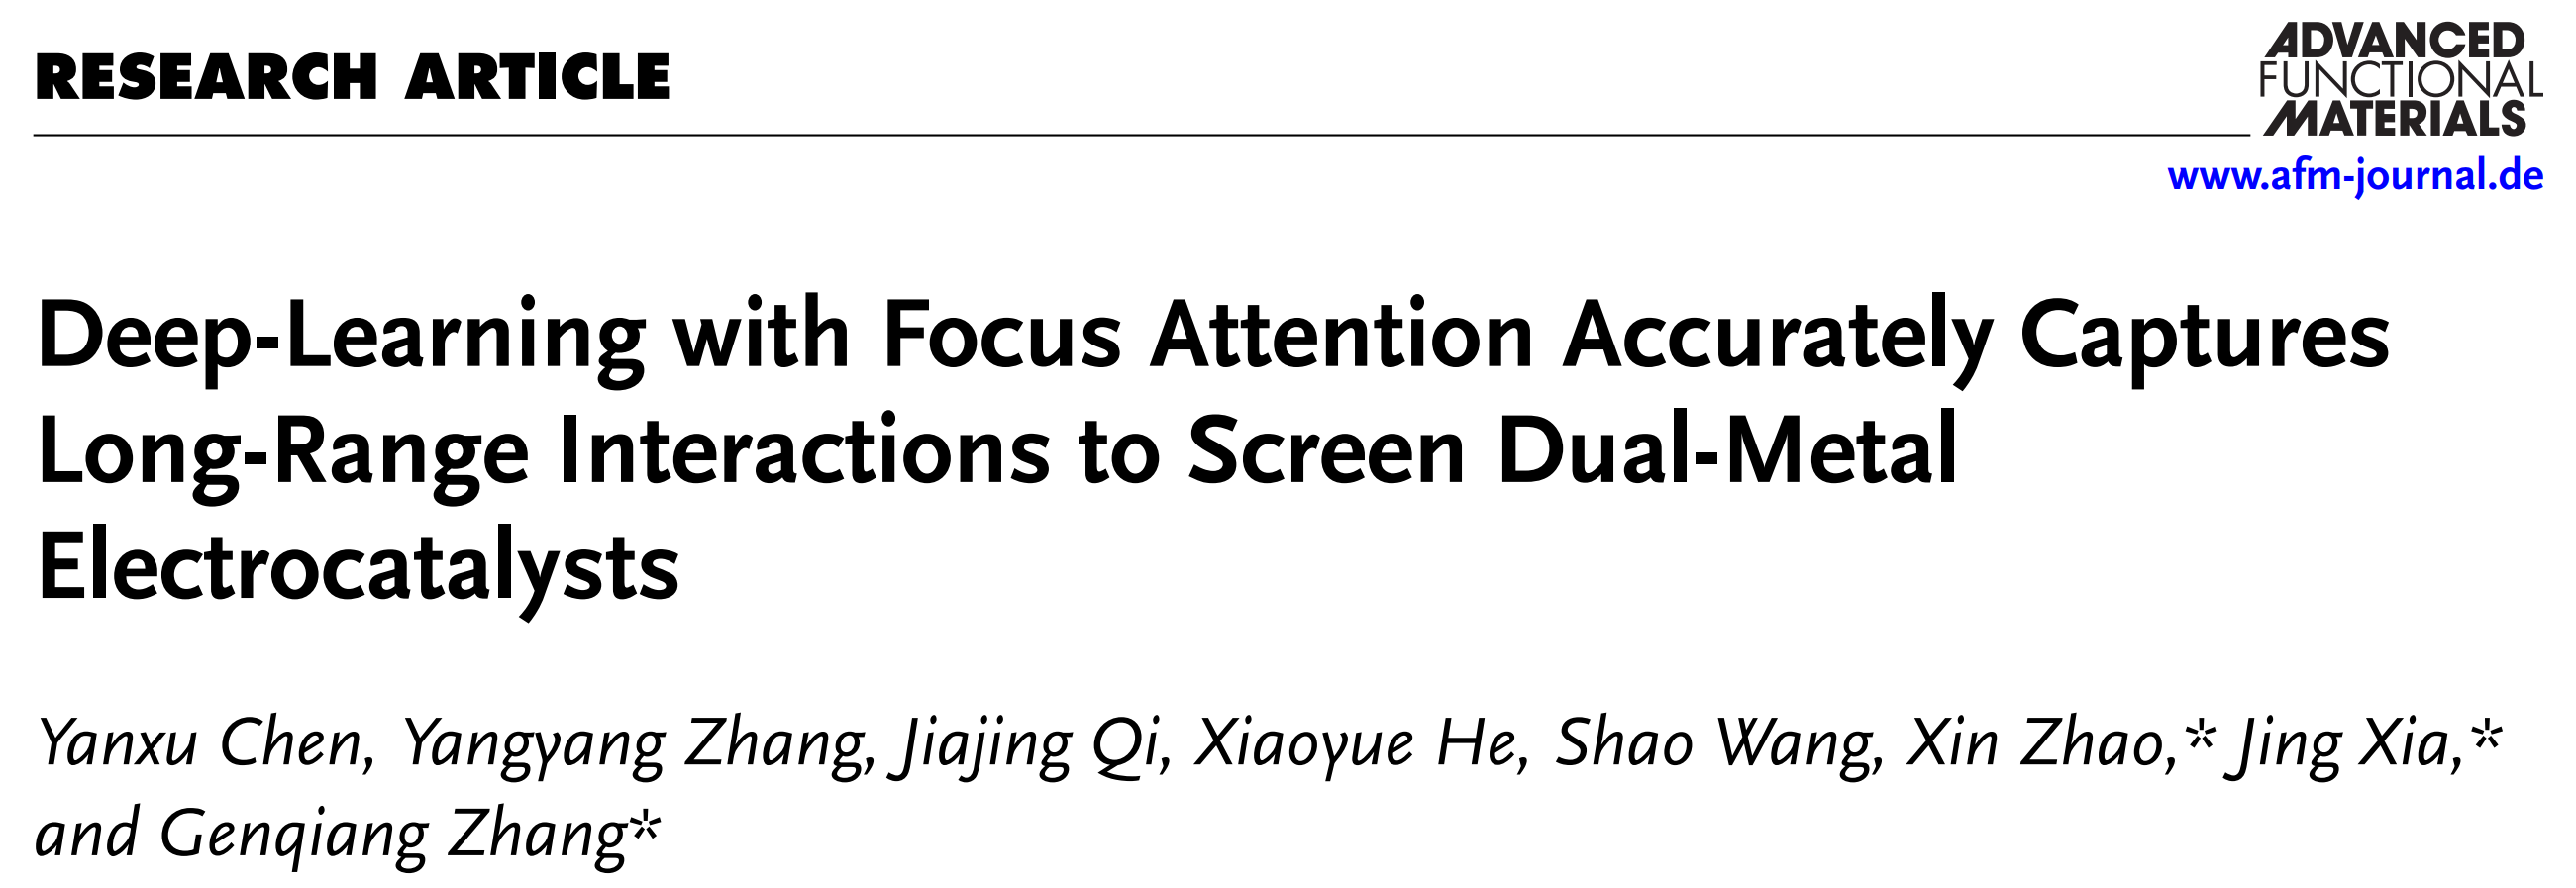 RESEARCH ARTICLE
ADVANCED
FUNCTIONAL
MATERIALS
www.afm-journal.de
Deep-Learning with Focus Attention Accurately Captures
Long-Range Interactions to Screen Dual-Metal
Electrocatalysts
Yanxu Chen, Yangyang Zhang, Jiajing Qi, Xiaoyue He, Shao Wang, Xin Zhao,* Jing Xia,*
and Genqiang Zhang*